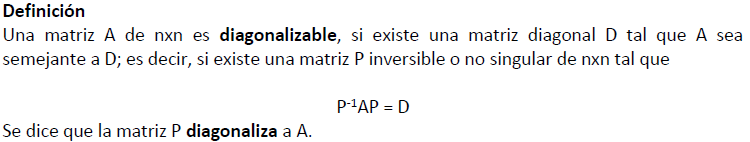 Definición
Una matriz A de nxn es diagonalizable, si existe una matriz diagonal D tal que A sea
semejante a D; es decir, si existe una matriz P inversible o no singular de nxn tal que
P⁻¹AP = D
Se dice que la matriz P diagonaliza a A.